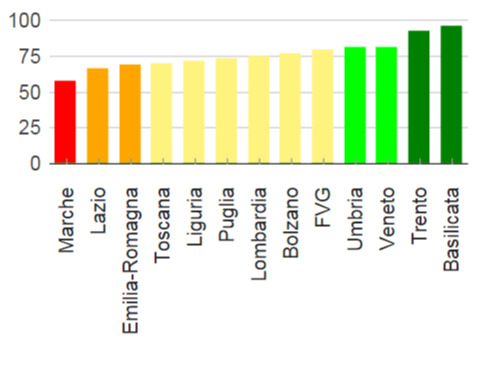 100
75
50
25
0
Marche
Lazio
Emilia-Romagna
Toscana
Liguria
Puglia
Lombardia
Bolzano
FVG
Umbria
Veneto
Trento
Basilicata